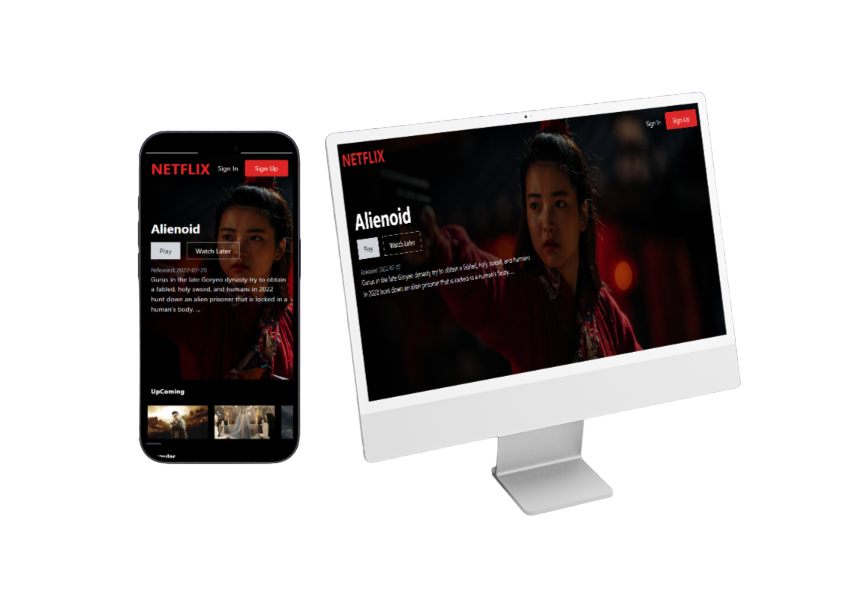 NETFLIX
Sign In
Sign Up
Alienoid
Play
Watch Later
Released: 2022-07-20
Gurus in the late Goryeo dynasty try to obtain
a fabled, holy sword, and humans in 2022
hunt down an alien prisoner that is locked in a
human's body. ...
UpComing
NETFLIX
Sign In
Sign Up
Alienoid
Play
Watch Later
Released: 2022-07-20
Gurus in the late Goryeo dynasty try to obtain a fabled, holy sword, and humans
in 2022 hunt down an alien prisoner that is locked in a human's body. ...